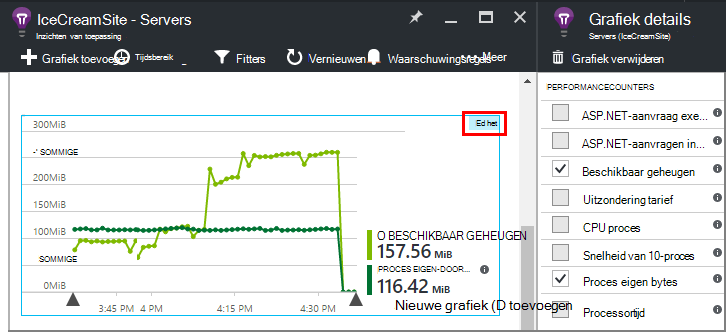 IceCreamSite - Servers
Inzichten van toepassing
Grafiek toevoegen
Tijdsbereik
Fitters
Vernieuwen
Waarschuwingsregels
Meer
Ed het
300MiB
-' SOMMIGE
200MiB
150MiB
100MiB
SOMMIGE
0MiB
3:45 PM
4 PM
4:15 PM
4:30 PM
O BESCHIKBAAR GEHEUGEN
157.56 MiB
PROCES EIGEN-DOOR...
116.42 MiB
Nieuwe grafiek (D toevoegen
Grafiek details
Servers (IceCreamSite)
Grafiek verwijderen
PERFORMANCECOUNTERS
ASP.NET-aanvraag exe...
ASP.NET-aanvragen in...
Beschikbaar geheugen
Uitzondering tarief
CPU proces
Snelheid van 10-proces
Proces eigen bytes
Processortijd